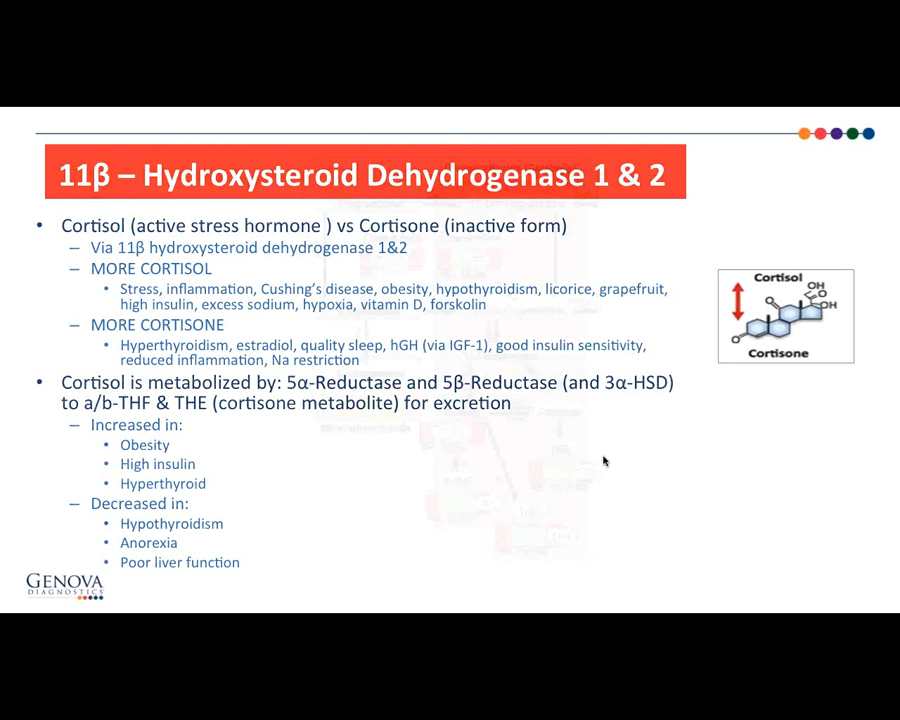 11β – Hydroxysteroid Dehydrogenase 1 & 2
• Cortisol (active stress hormone ) vs Cortisone (inactive form)
– Via 11β hydroxysteroid dehydrogenase 1&2
– MORE CORTISOL
• Stress, inflammation, Cushing's disease, obesity, hypothyroidism, licorice, grapefruit,
high insulin, excess sodium, hypoxia, vitamin D, forskolin
– MORE CORTISONE
• Hyperthyroidism, estradiol, quality sleep, hGH (via IGF-1), good insulin sensitivity,
reduced inflammation, Na restriction
• Cortisol is metabolized by: 5α-Reductase and 5β-Reductase (and 3α-HSD)
to a/b-THF & THE (cortisone metabolite) for excretion
– Increased in:
• Obesity
• High insulin
• Hyperthyroid
– Decreased in:
• Hypothyroidism
• Anorexia
• Poor liver function
Cortisol
OH
O
O
OH
O
Cortisone
GENOVA
DIAGNOSTICS